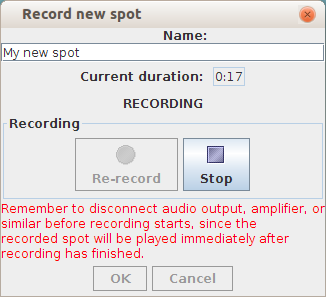 Record new spot
Name:
My new spot
Current duration: 0:17
RECORDING
Recording
Re-record Stop
Remember to disconnect audio output, amplifier, or
similar before recording starts, since the
recorded spot will be played immediately after
recording has finished.
OK Cancel